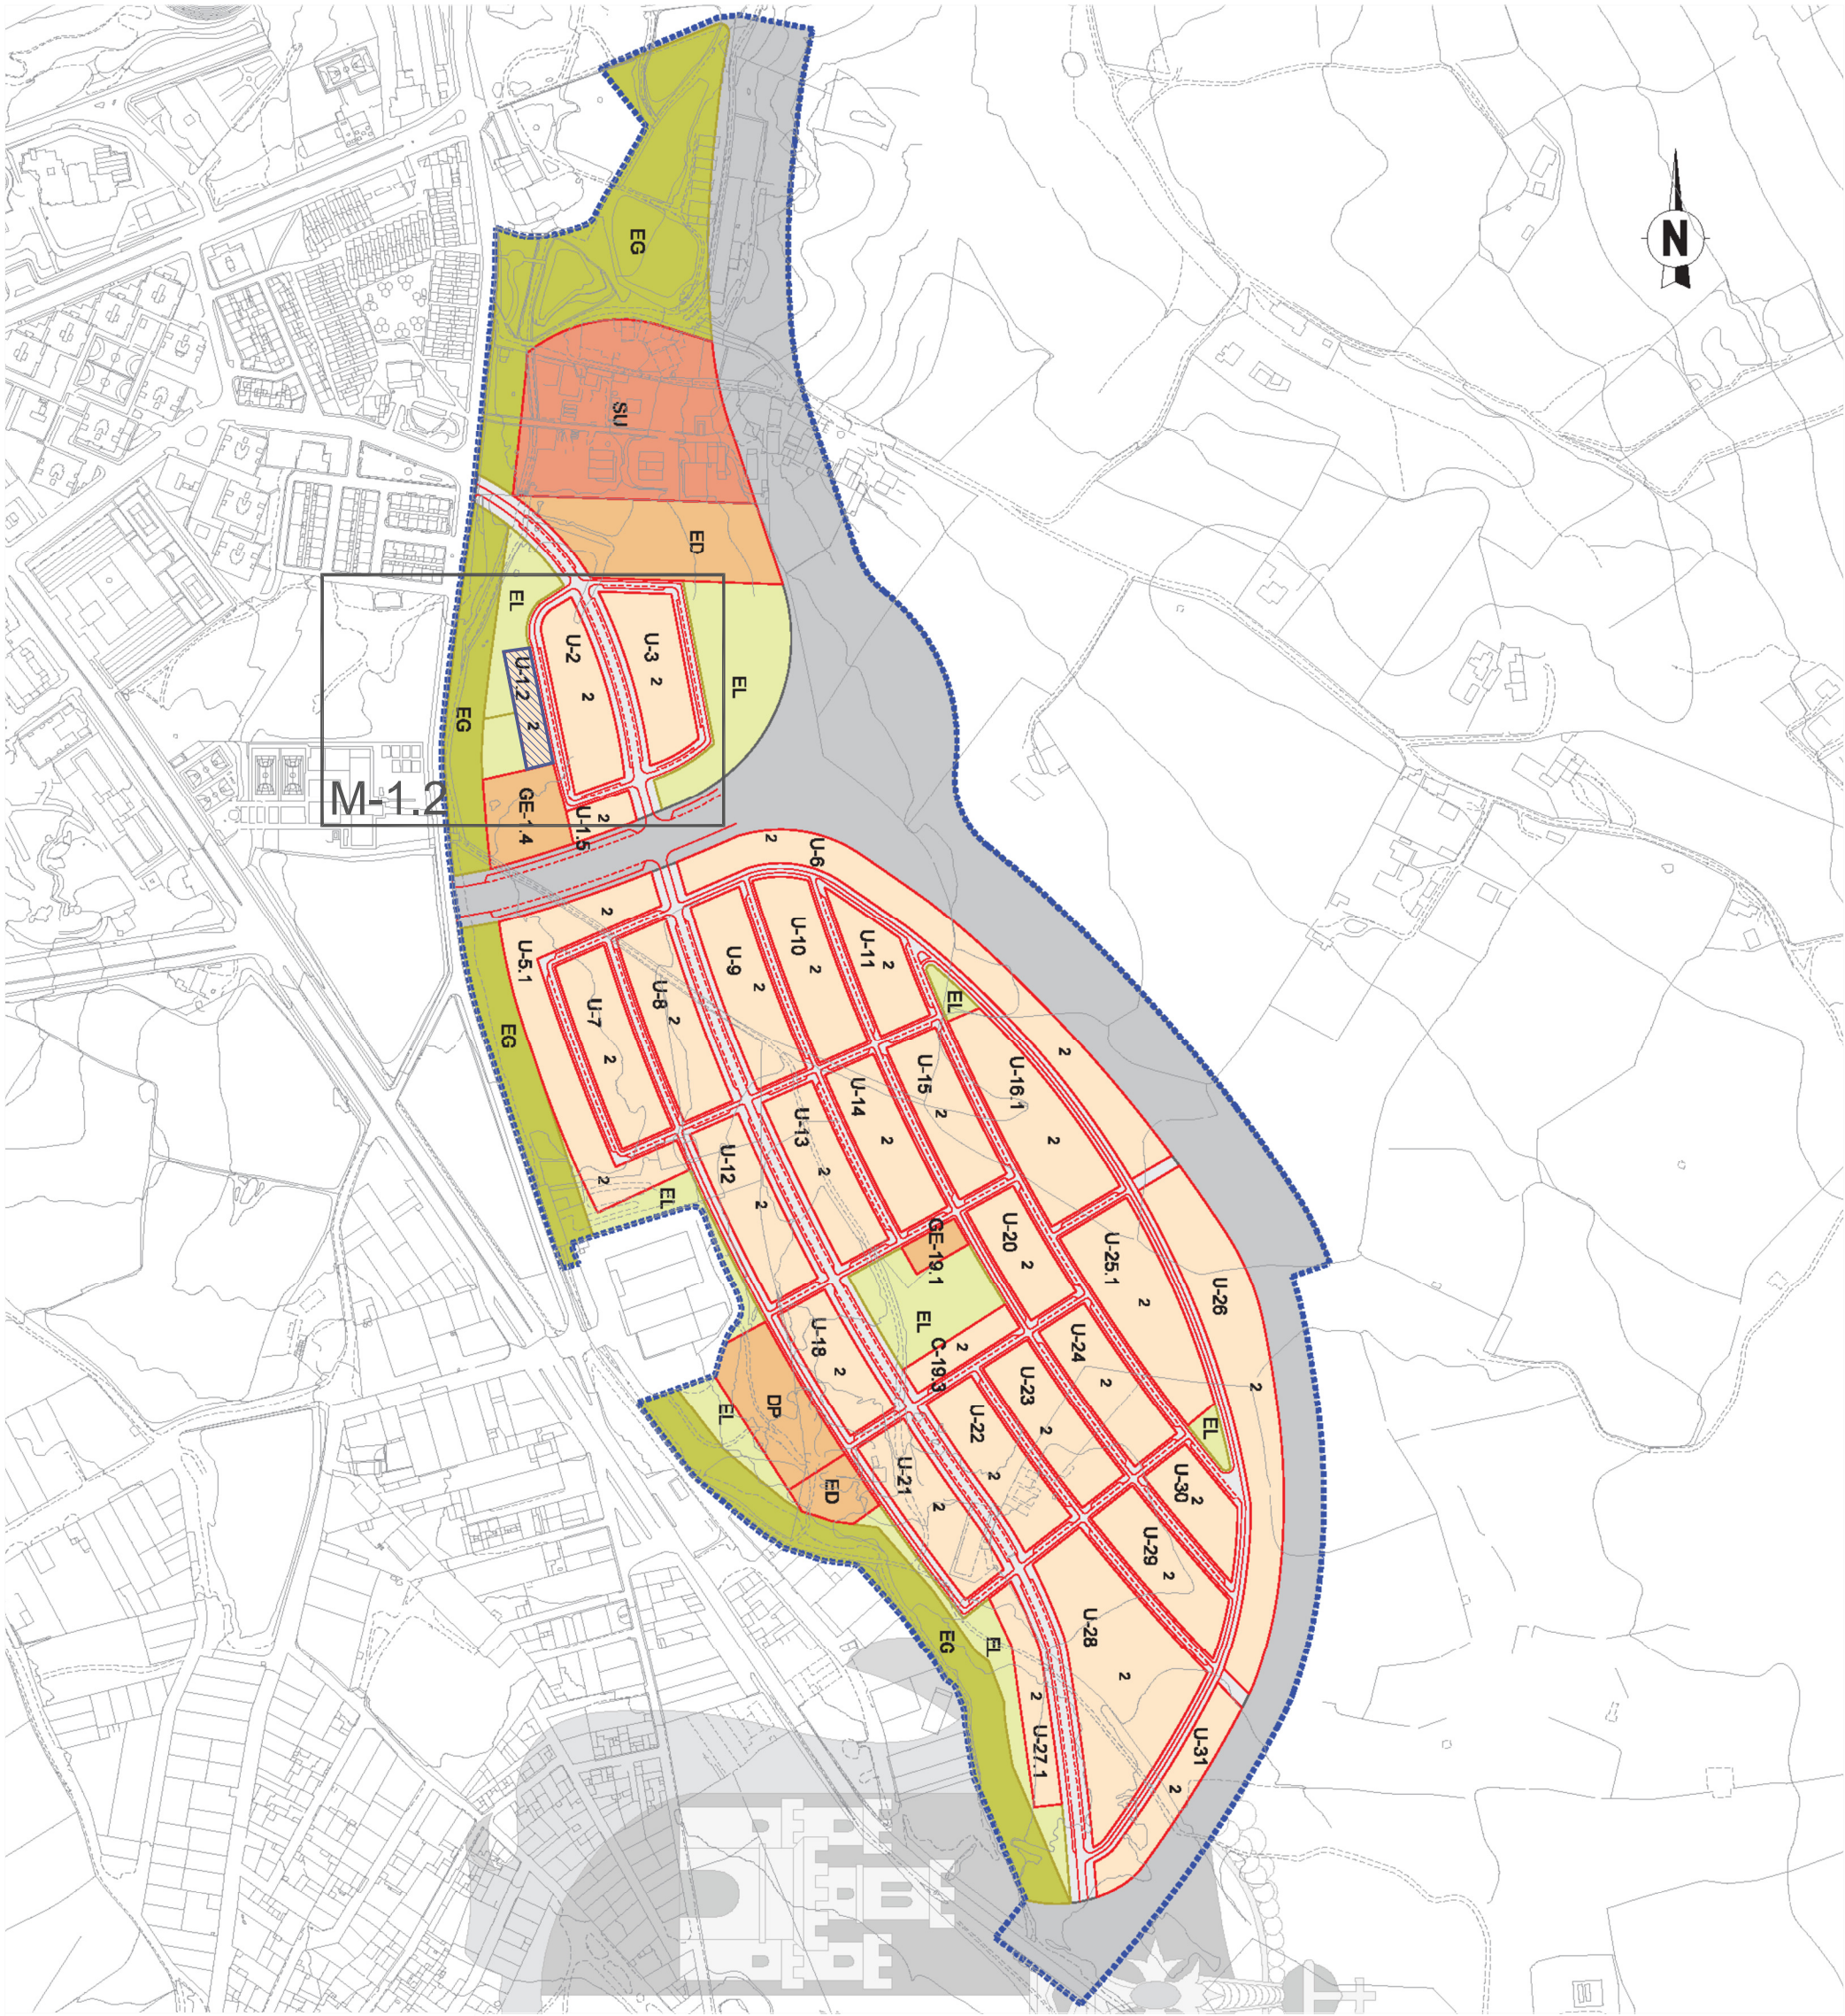 N
EG
SU
ED
EL
EL
U-3
2
U-2
2
U-1.2
2
EG
M-1.2
GE-1.4
U-1.5
2
2
U-6
2
U-5.1
U-7
2
U-8
2
U-9
2
U-10
2
U-11
2
EL
EG
2
U-16.1
2
U-15
2
U-14
2
U-13
2
U-12
2
2
EL
GE-19.1
U-20
2
U-25.1
2
U-26
2
EL
C-19.3
2
U-24
2
U-18
2
U-23
2
U-22
2
EL
DP
EL
ED
U-21
2
U-30
2
U-29
2
U-28
2
EG
EL
2
U-27.1
U-31
2